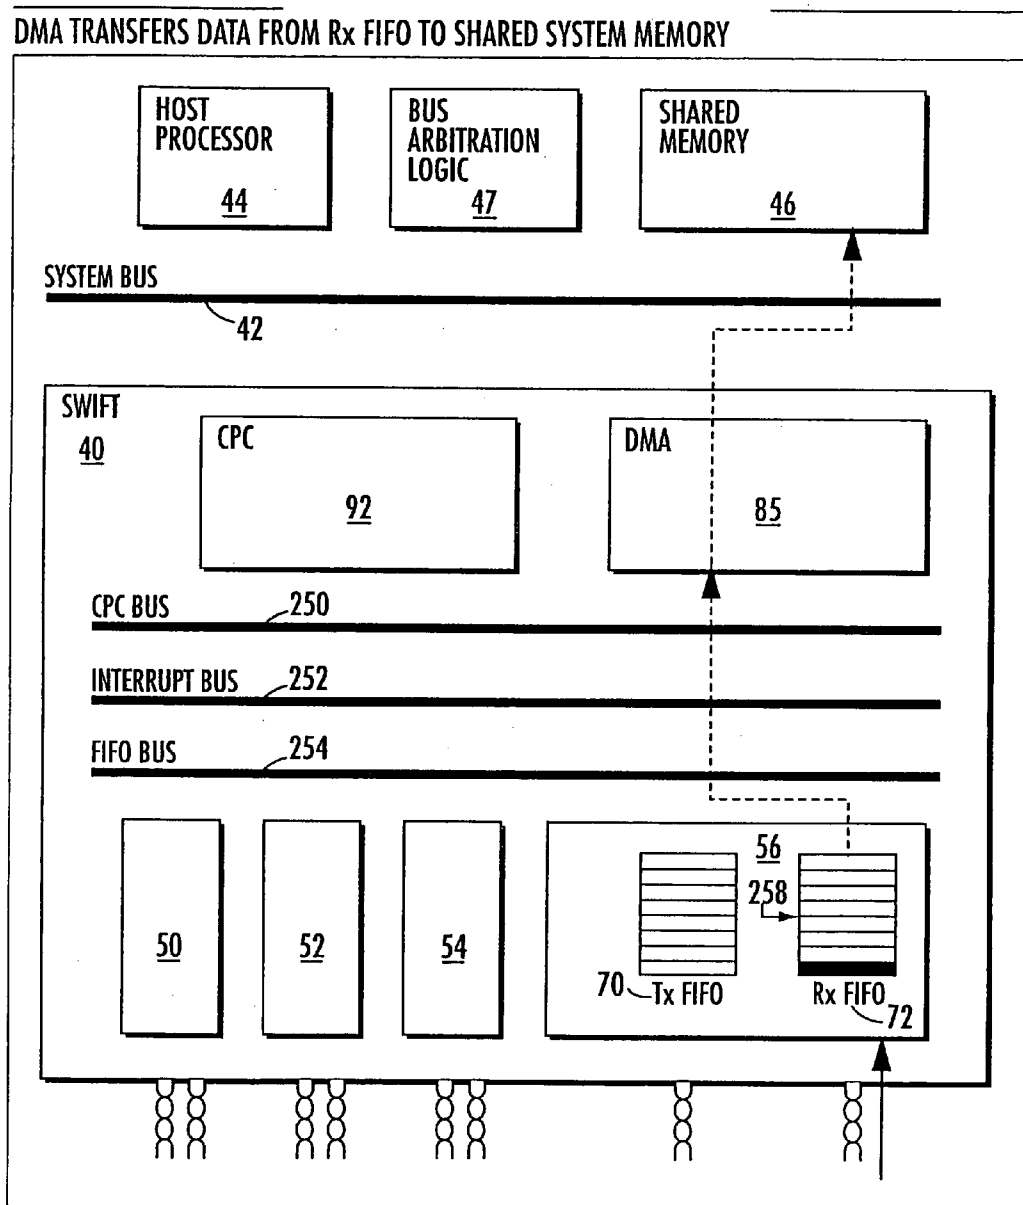 DMA TRANSFERS DATA FROM Rx FIFO TO SHARED SYSTEM MEMORY
HOST
PROCESSOR
44
BUS
ARBITRATION
LOGIC
47
SHARED
MEMORY
46
SYSTEM BUS
42
SWIFT
40
CPC
92
DMA
85
CPC BUS
250
INTERRUPT BUS
252
FIFO BUS
254
50
52
54
56
258
70
Tx FIFO
Rx FIFO
72